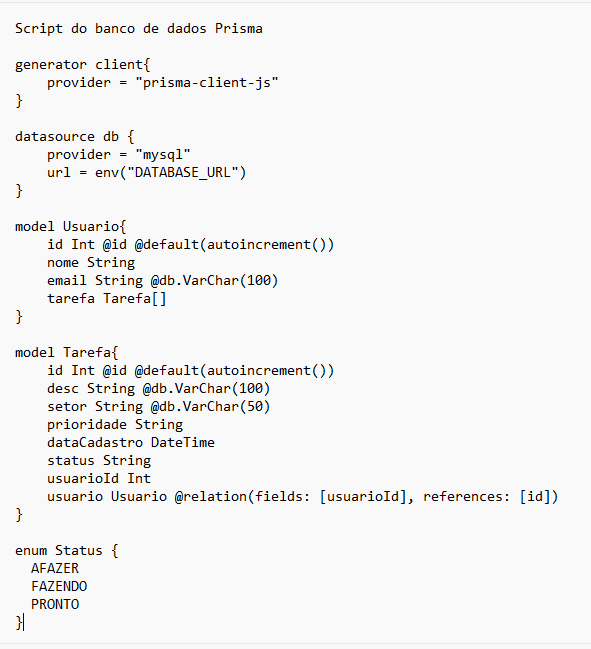 Script do banco de dados Prisma
generator client{
provider = "prisma-client-js"
}
datasource db {
provider = "mysql"
url = env("DATABASE_URL")
}
model Usuario{
id Int @id @default(autoincrement())
nome String
email String @db.VarChar(100)
tarefa Tarefa[]
}
model Tarefa{
id Int @id @default(autoincrement())
desc String @db.VarChar(100)
setor String @db.VarChar(50)
prioridade String
dataCadastro DateTime
status String
usuarioId Int
usuario Usuario @relation(fields: [usuarioId], references: [id])
}
enum Status {
AFAZER
FAZENDO
PRONTO
}